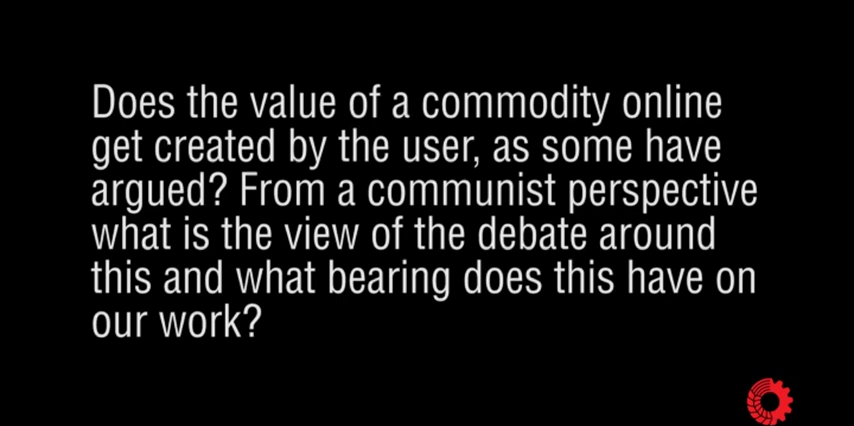 Does the value of a commodity online
get created by the user, as some have
argued? From a communist perspective
what is the view of the debate around
this and what bearing does this have on
our work?